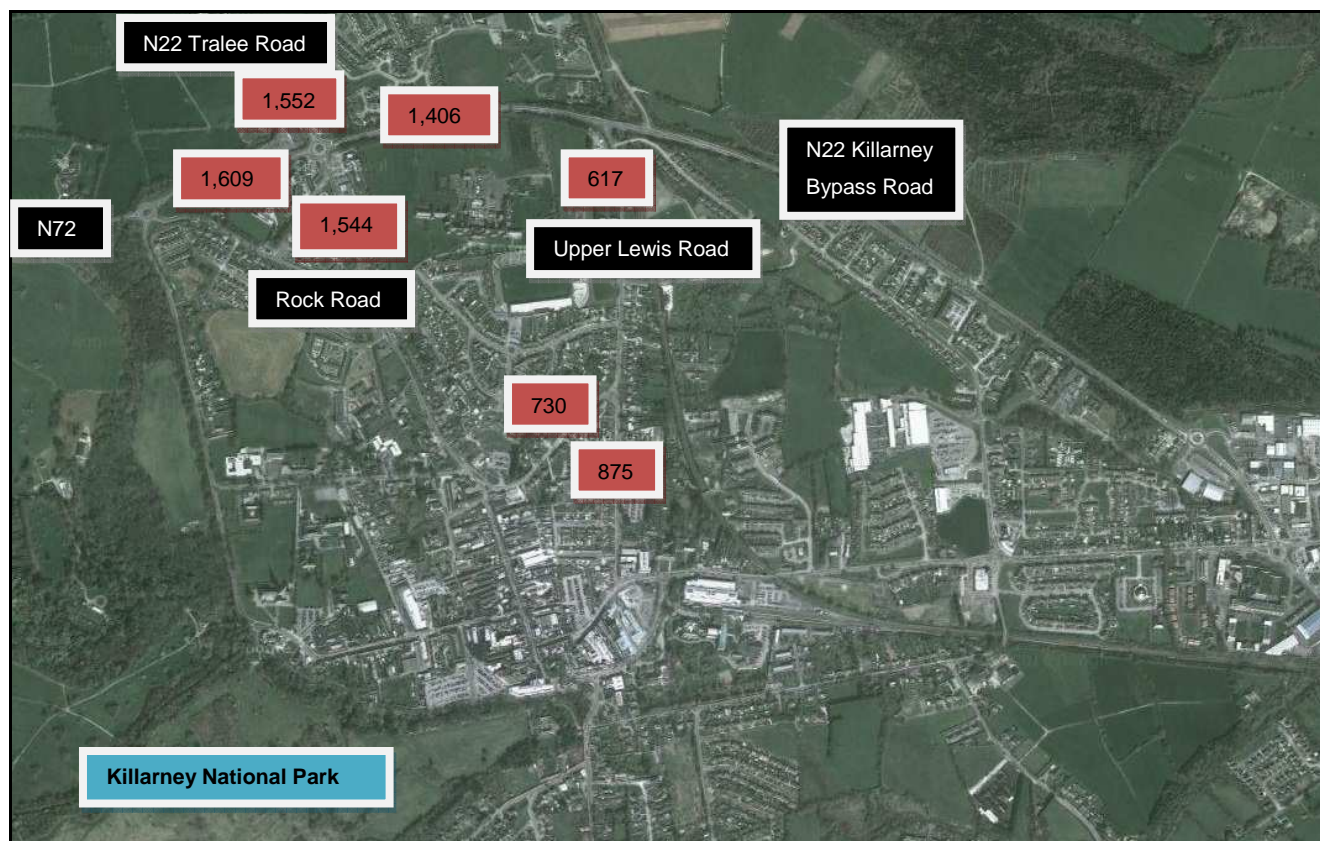 N22 Tralee Road
1,552
1,406
N22 Killarney
Bypass Road
1,609
617
N72
1,544
Upper Lewis Road
Rock Road
730
875
Killarney National Park